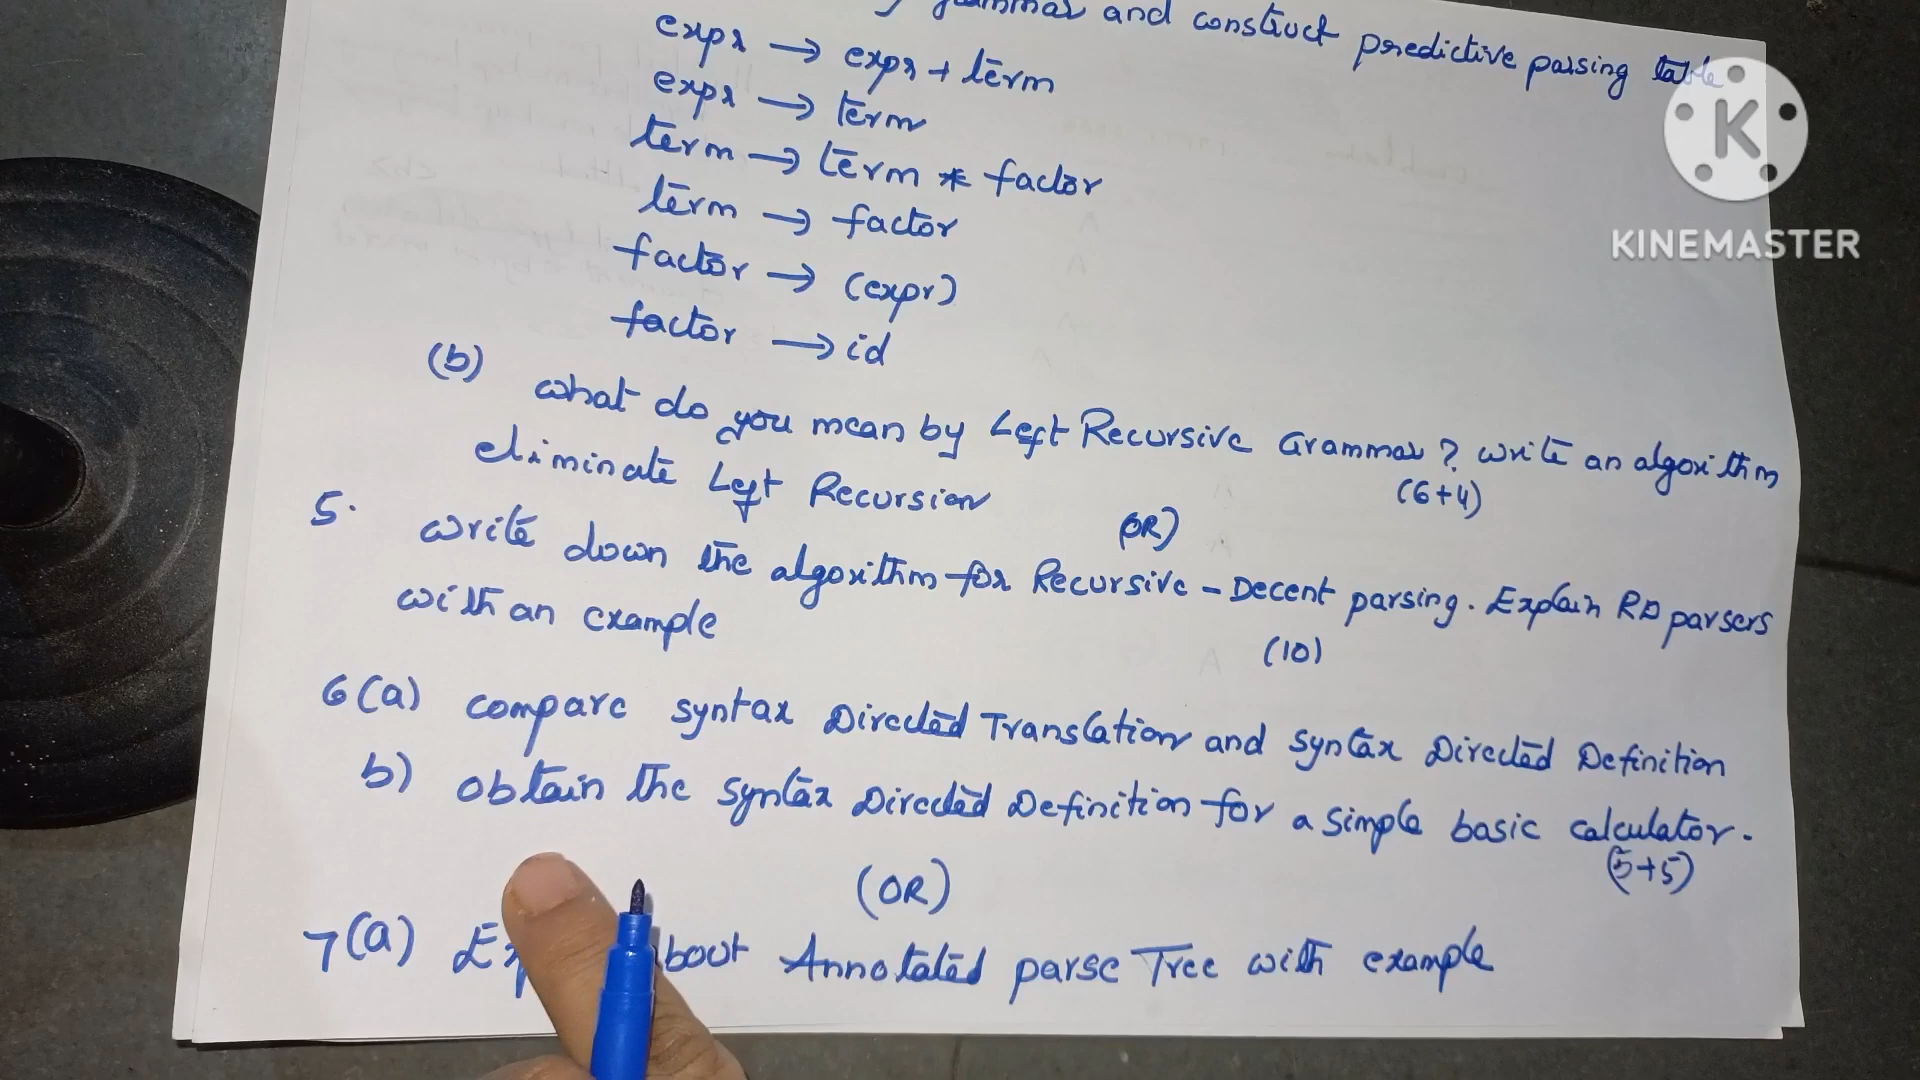 grammar and construct predictive parsing table
expr → expr + term
expr → term
term → term * factor
term → factor
factor → (expr)
factor → id
(b) what do you mean by Left Recursive Grammar? write an algorithm
eliminate Left Recursion (6+4)
(OR)
5. write down the algorithm for Recursive - Decent parsing. Explain RD parsers
with an example (10)
6(a) compare syntax Directed Translation and Syntax Directed Definition
b) obtain the Syntax Directed Definition for a simple basic calculator.
(5+5)
(OR)
7(a) bout Annotated parse Tree with example
K
KINEMASTER